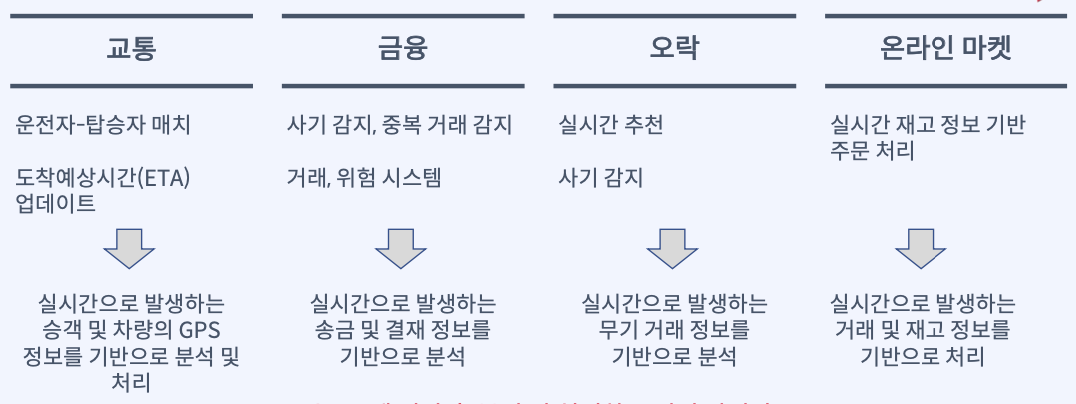 교통
운전자-탑승자 매치
도착예상시간(ETA)
업데이트
실시간으로 발생하는
승객 및 차량의 GPS
정보를 기반으로 분석 및
처리
금융
사기 감지, 중복 거래 감지
거래, 위험 시스템
실시간으로 발생하는
송금 및 결재 정보를
기반으로 분석
오락
실시간 추천
사기 감지
실시간으로 발생하는
무기 거래 정보를
기반으로 분석
온라인 마켓
실시간 재고 정보 기반
주문 처리
실시간으로 발생하는
거래 및 재고 정보를
기반으로 처리